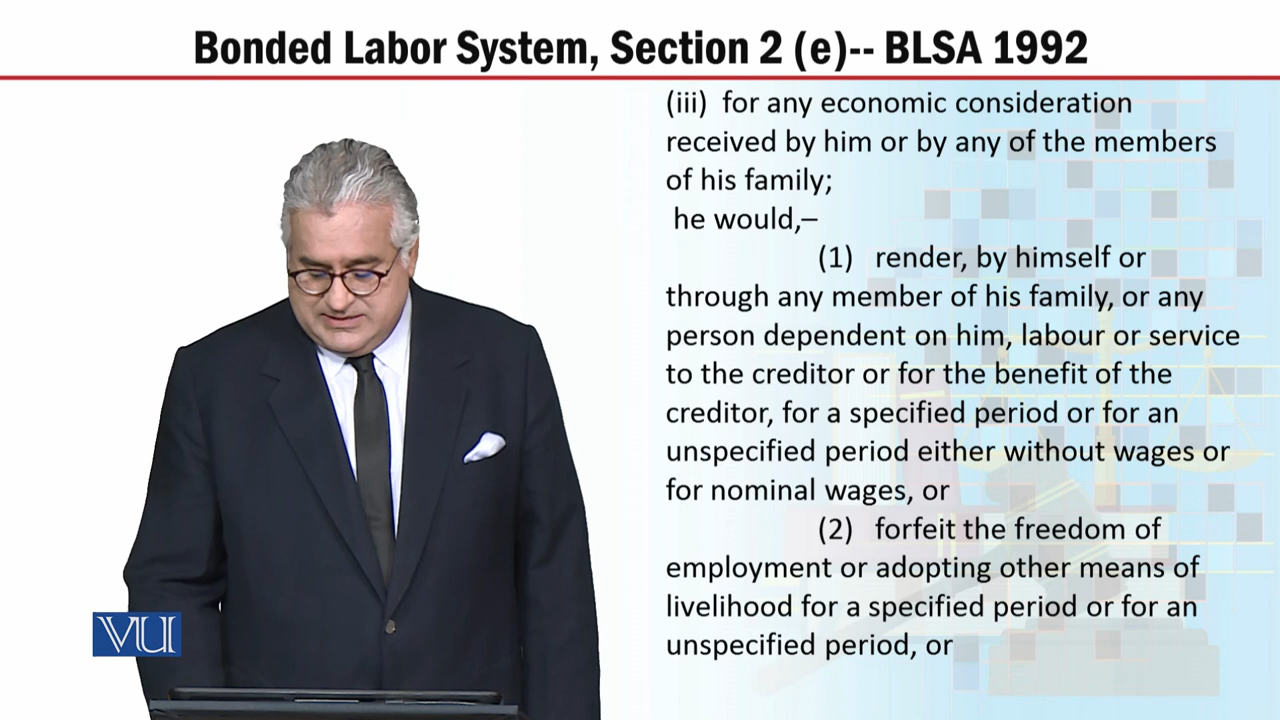 Bonded Labor System, Section 2 (e)-- BLSA 1992
(iii) for any economic consideration
received by him or by any of the members
of his family;
he would,–
(1) render, by himself or
through any member of his family, or any
person dependent on him, labour or service
to the creditor or for the benefit of the
creditor, for a specified period or for an
unspecified period either without wages or
for nominal wages, or
(2) forfeit the freedom of
employment or adopting other means of
livelihood for a specified period or for an
unspecified period, or
VU